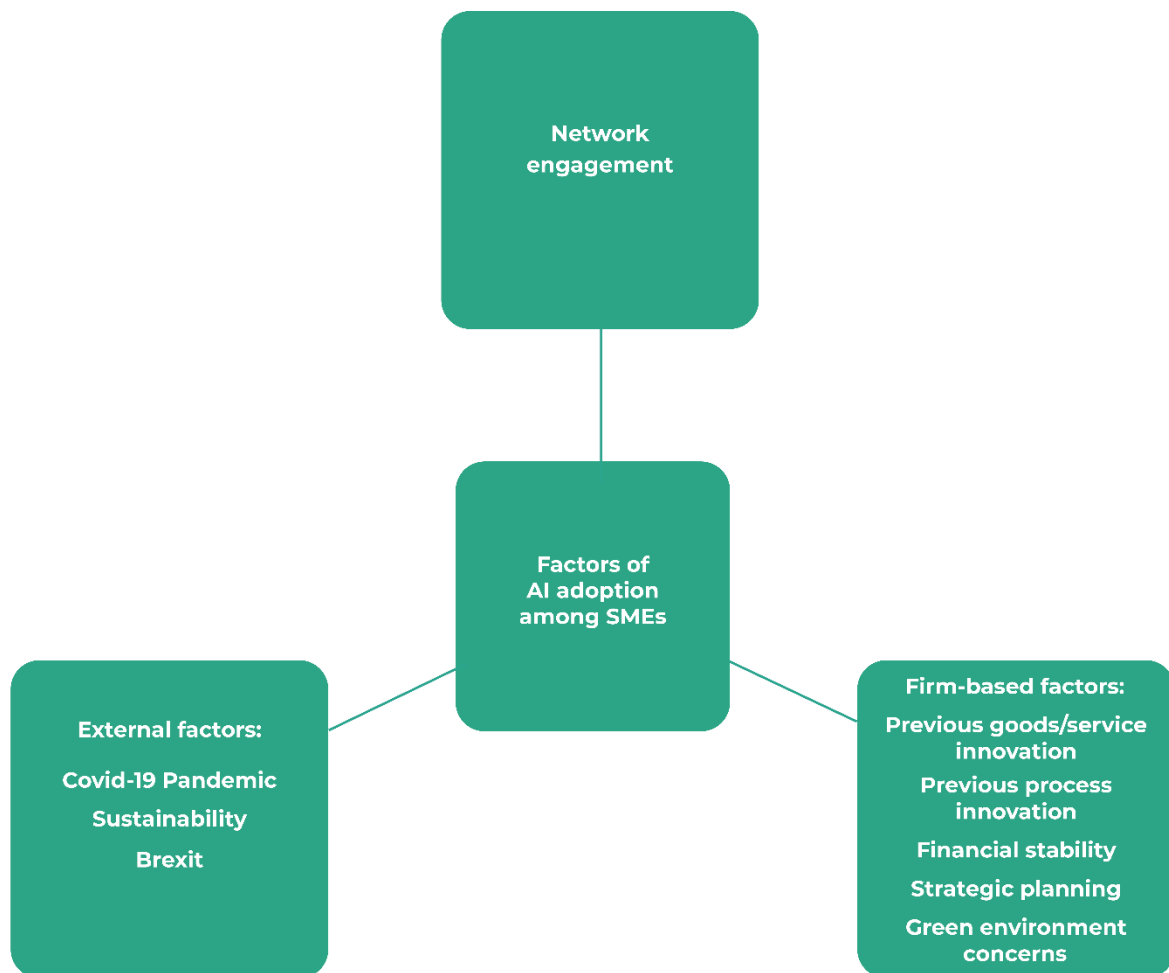 Network
engagement
Factors of
AI adoption
among SMEs
External factors:
Covid-19 Pandemic
Sustainability
Brexit
Firm-based factors:
Previous goods/service
innovation
Previous process
innovation
Financial stability
Strategic planning
Green environment
concerns